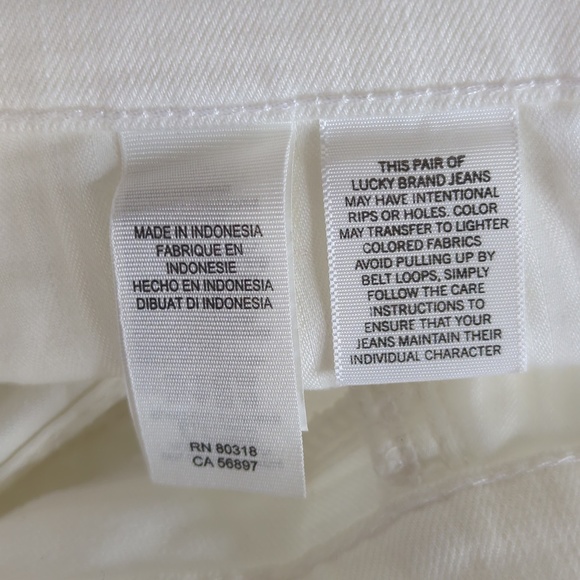 MADE IN INDONESIA
FABRIQUE EN
INDONESIE
HECHO EN INDONESIA
DIBUAT DI INDONESIA
RN 80318
CA 56897
THIS PAIR OF
LUCKY BRAND JEANS
MAY HAVE INTENTIONAL
RIPS OR HOLES. COLOR
MAY TRANSFER TO LIGHTER
COLORED FABRICS
AVOID PULLING UP BY
BELT LOOPS, SIMPLY
FOLLOW THE CARE
INSTRUCTIONS TO
ENSURE THAT YOUR
JEANS MAINTAIN THEIR
INDIVIDUAL CHARACTER